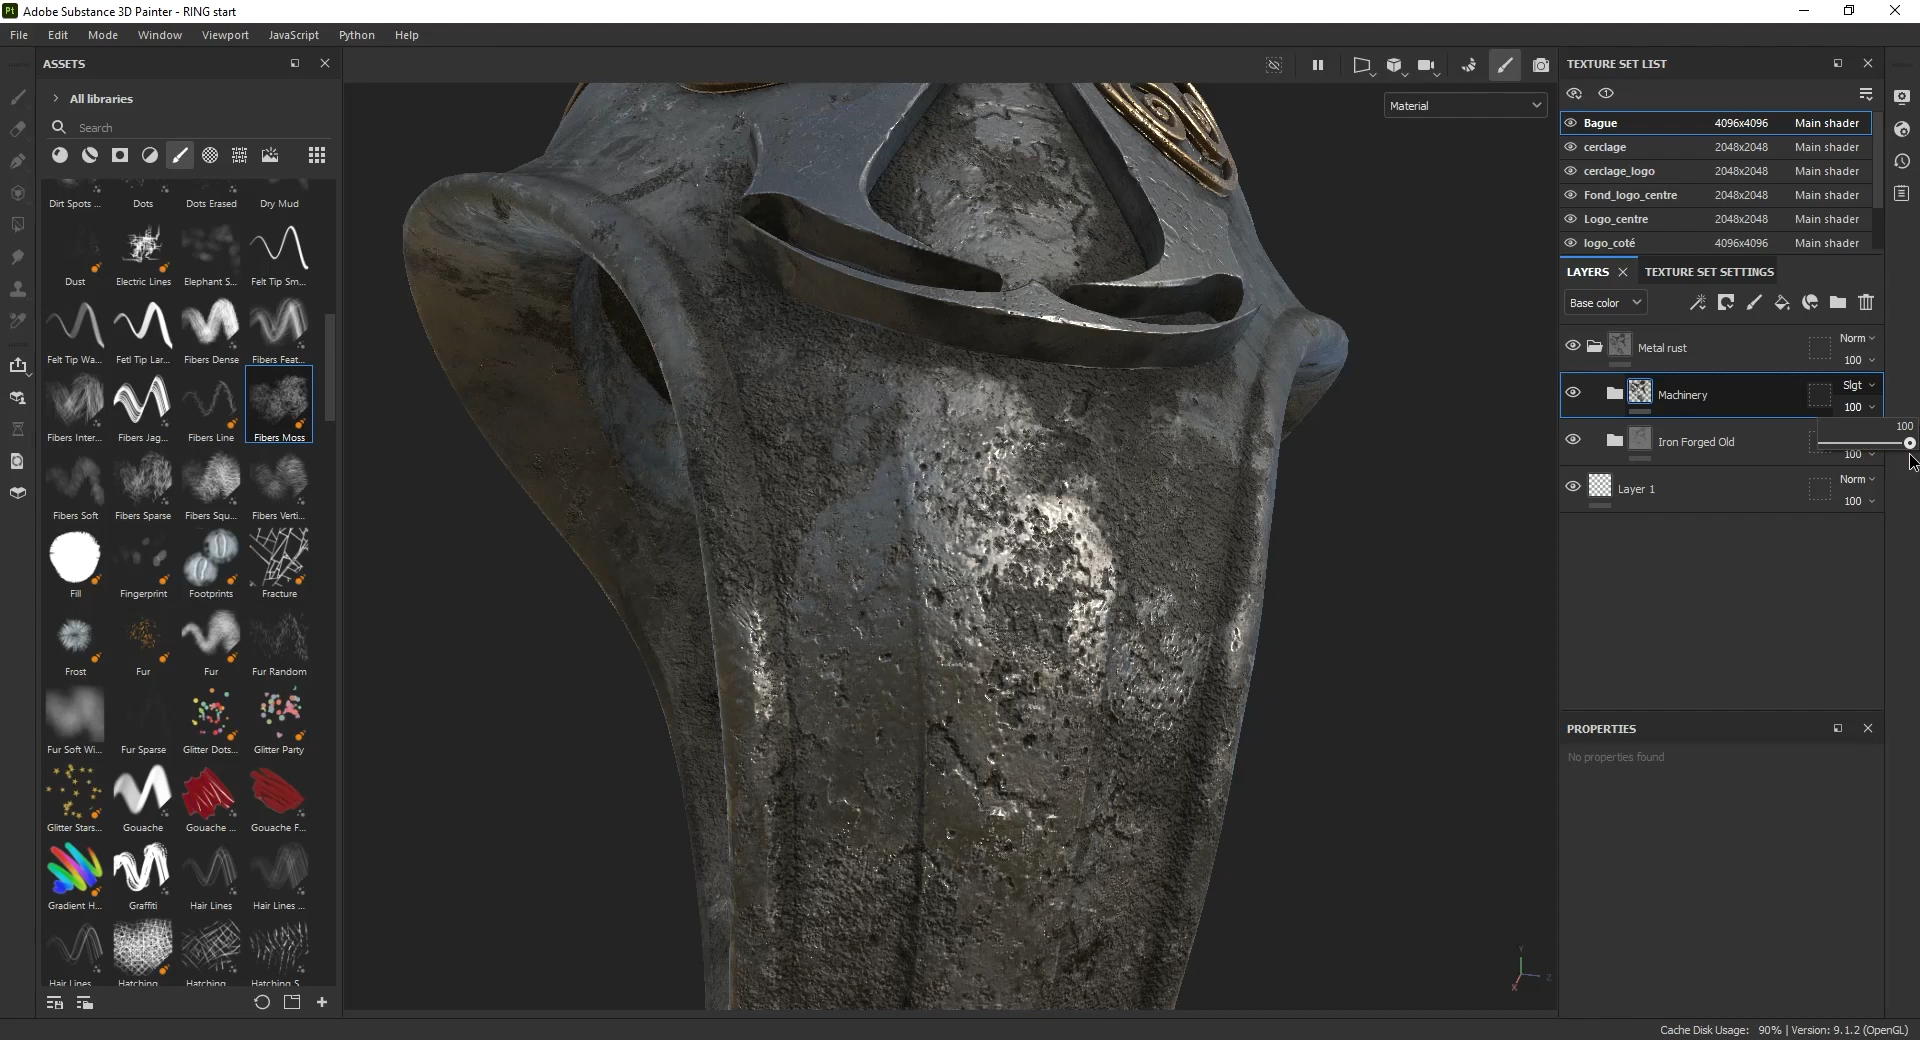 Pt Adobe Substance 3D Painter - RING start
File Edit Mode Window Viewport JavaScript Python Help
ASSETS
All libraries
Search
Dirt Spots ... Dots Dots Erased Dry Mud
Dust Electric Lines Elephant S... Felt Tip Sm...
Felt Tip Wa... Fetl Tip Lar... Fibers Dense Fibers Feat...
Fibers Inter... Fibers Jag... Fibers Line Fibers Moss
Fibers Soft Fibers Sparse Fibers Squ... Fibers Verti...
Fill Fingerprint Footprints Fracture
Frost Fur Fur Fur Random
Fur Soft Wi... Fur Sparse Glitter Dots... Glitter Party
Glitter Stars... Gouache Gouache ... Gouache F...
Gradient H... Graffiti Hair Lines Hair Lines ...
Hair Lines Hatching Hatching Hatching S
Material
Y
Z
X
TEXTURE SET LIST
Bague 4096x4096 Main shader
cerclage 2048x2048 Main shader
cerclage_logo 2048x2048 Main shader
Fond_logo_centre 2048x2048 Main shader
Logo_centre 2048x2048 Main shader
logo_coté 4096x4096 Main shader
LAYERS TEXTURE SET SETTINGS
Base color
Metal rust Norm
100
Machinery Slgt
100
100
Iron Forged Old
100
Layer 1 Norm
100
PROPERTIES
No properties found
Cache Disk Usage: 90% | Version: 9.1.2 (OpenGL)